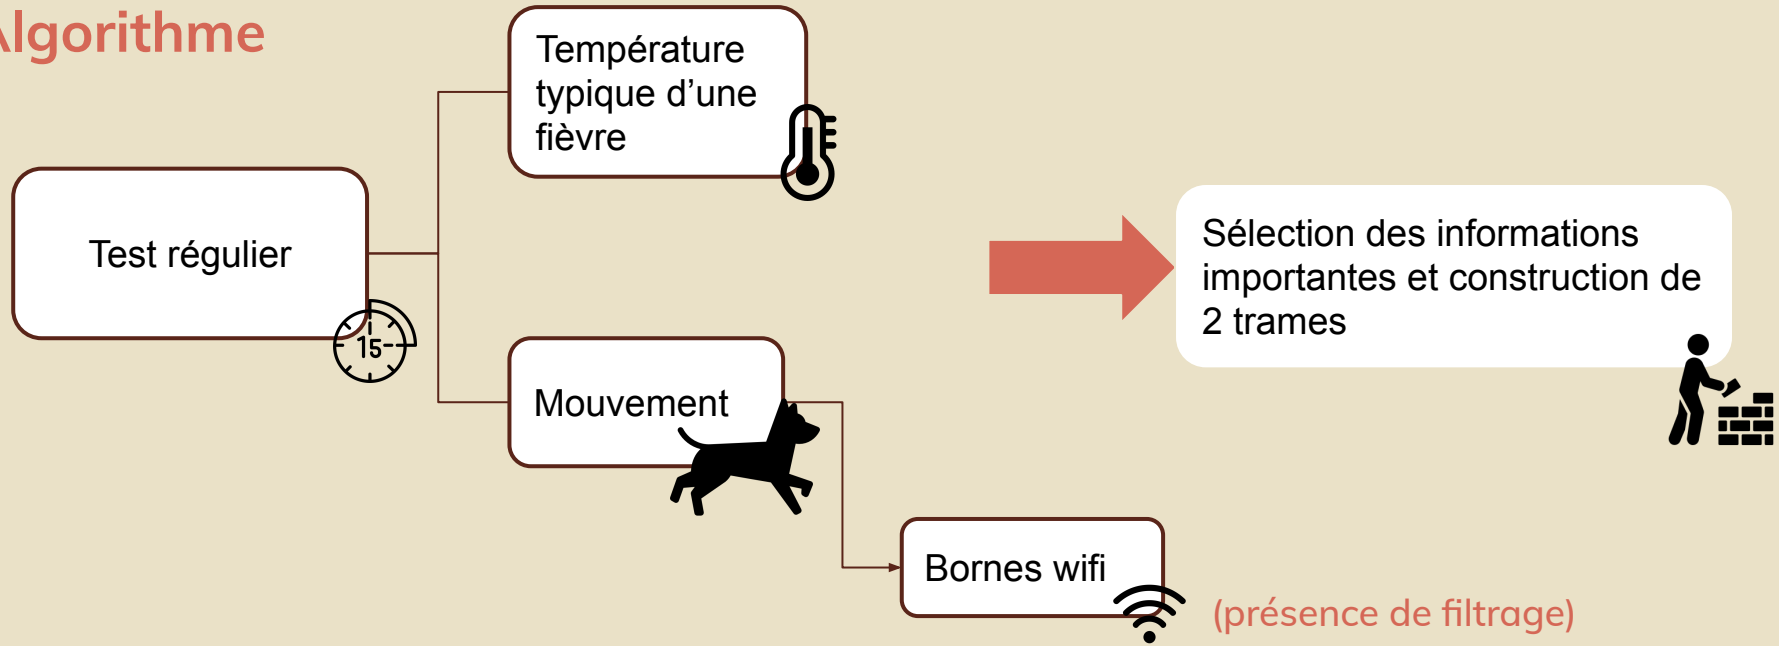 Algorithme
Température
typique d’une
fièvre
Test régulier
15
Mouvement
Bornes wifi
(présence de filtrage)
Sélection des informations
importantes et construction de
2 trames